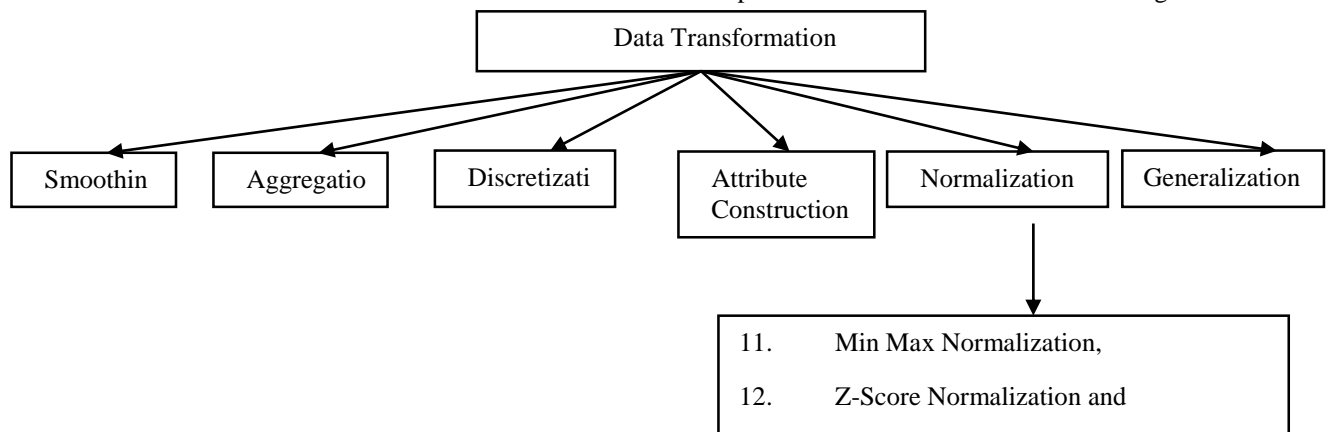 Data Transformation
Smoothin
Aggregatio
Discretizati
Attribute
Construction
Normalization
Generalization
11. Min Max Normalization,
12. Z-Score Normalization and